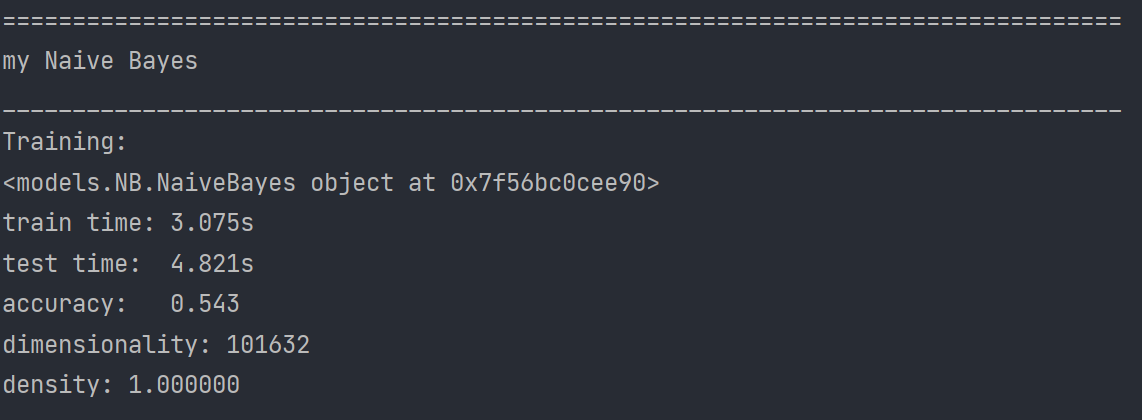 ================================================================================
my Naive Bayes
________________________________________________________________________________
Training:
<models.NB.NaiveBayes object at 0x7f56bc0cee90>
train time: 3.075s
test time:  4.821s
accuracy:   0.543
dimensionality: 101632
density: 1.000000